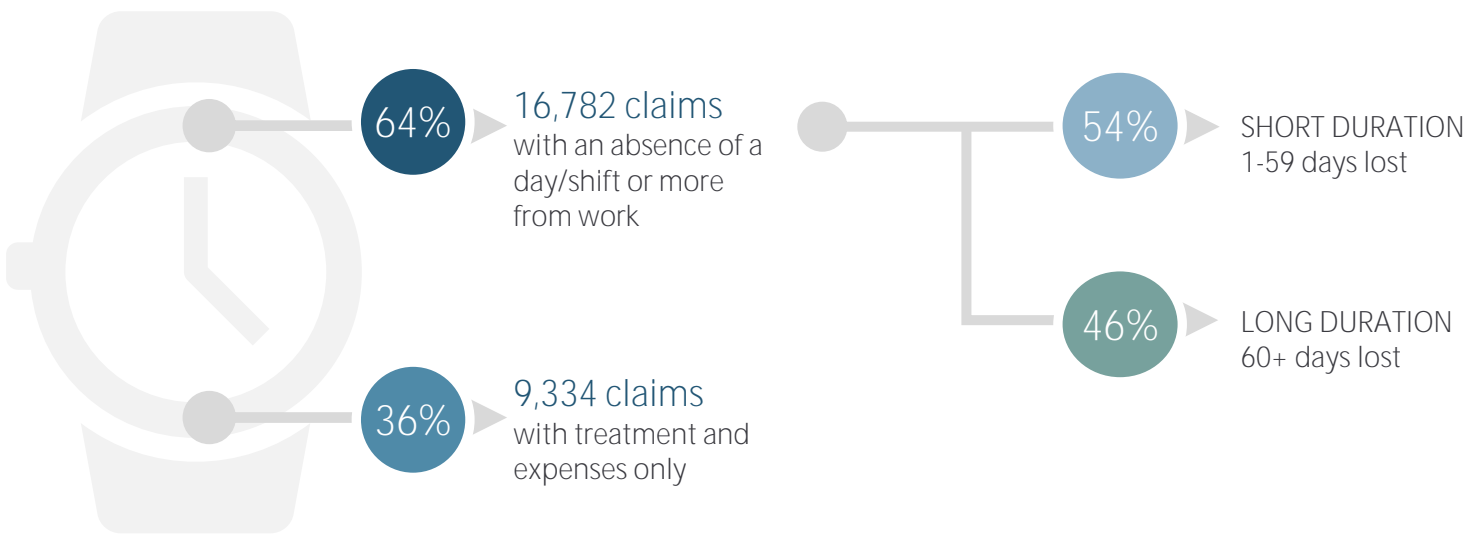 64%
16,782 claims
with an absence of a
day/shift or more
from work
54%
SHORT DURATION
1-59 days lost
46%
LONG DURATION
60+ days lost
36%
9,334 claims
with treatment and
expenses only